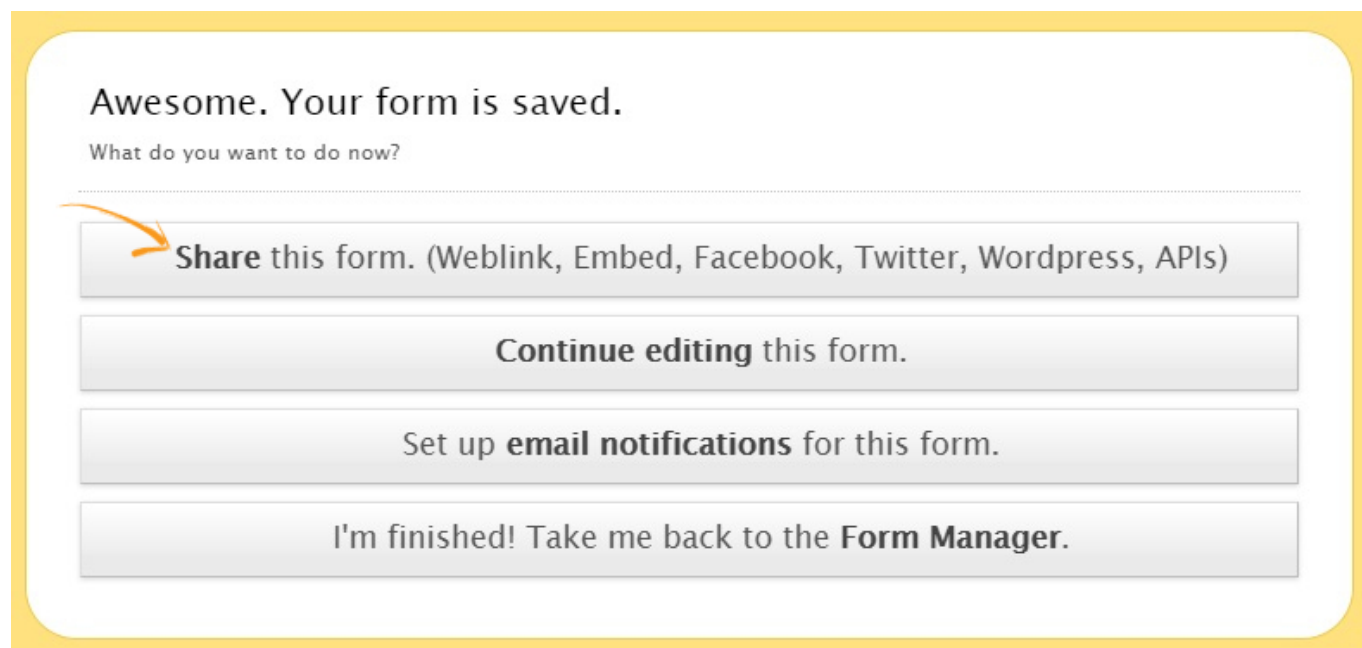 Awesome. Your form is saved.
What do you want to do now?
Share this form. (Weblink, Embed, Facebook, Twitter, Wordpress, APIs)
Continue editing this form.
Set up email notifications for this form.
I'm finished! Take me back to the Form Manager.